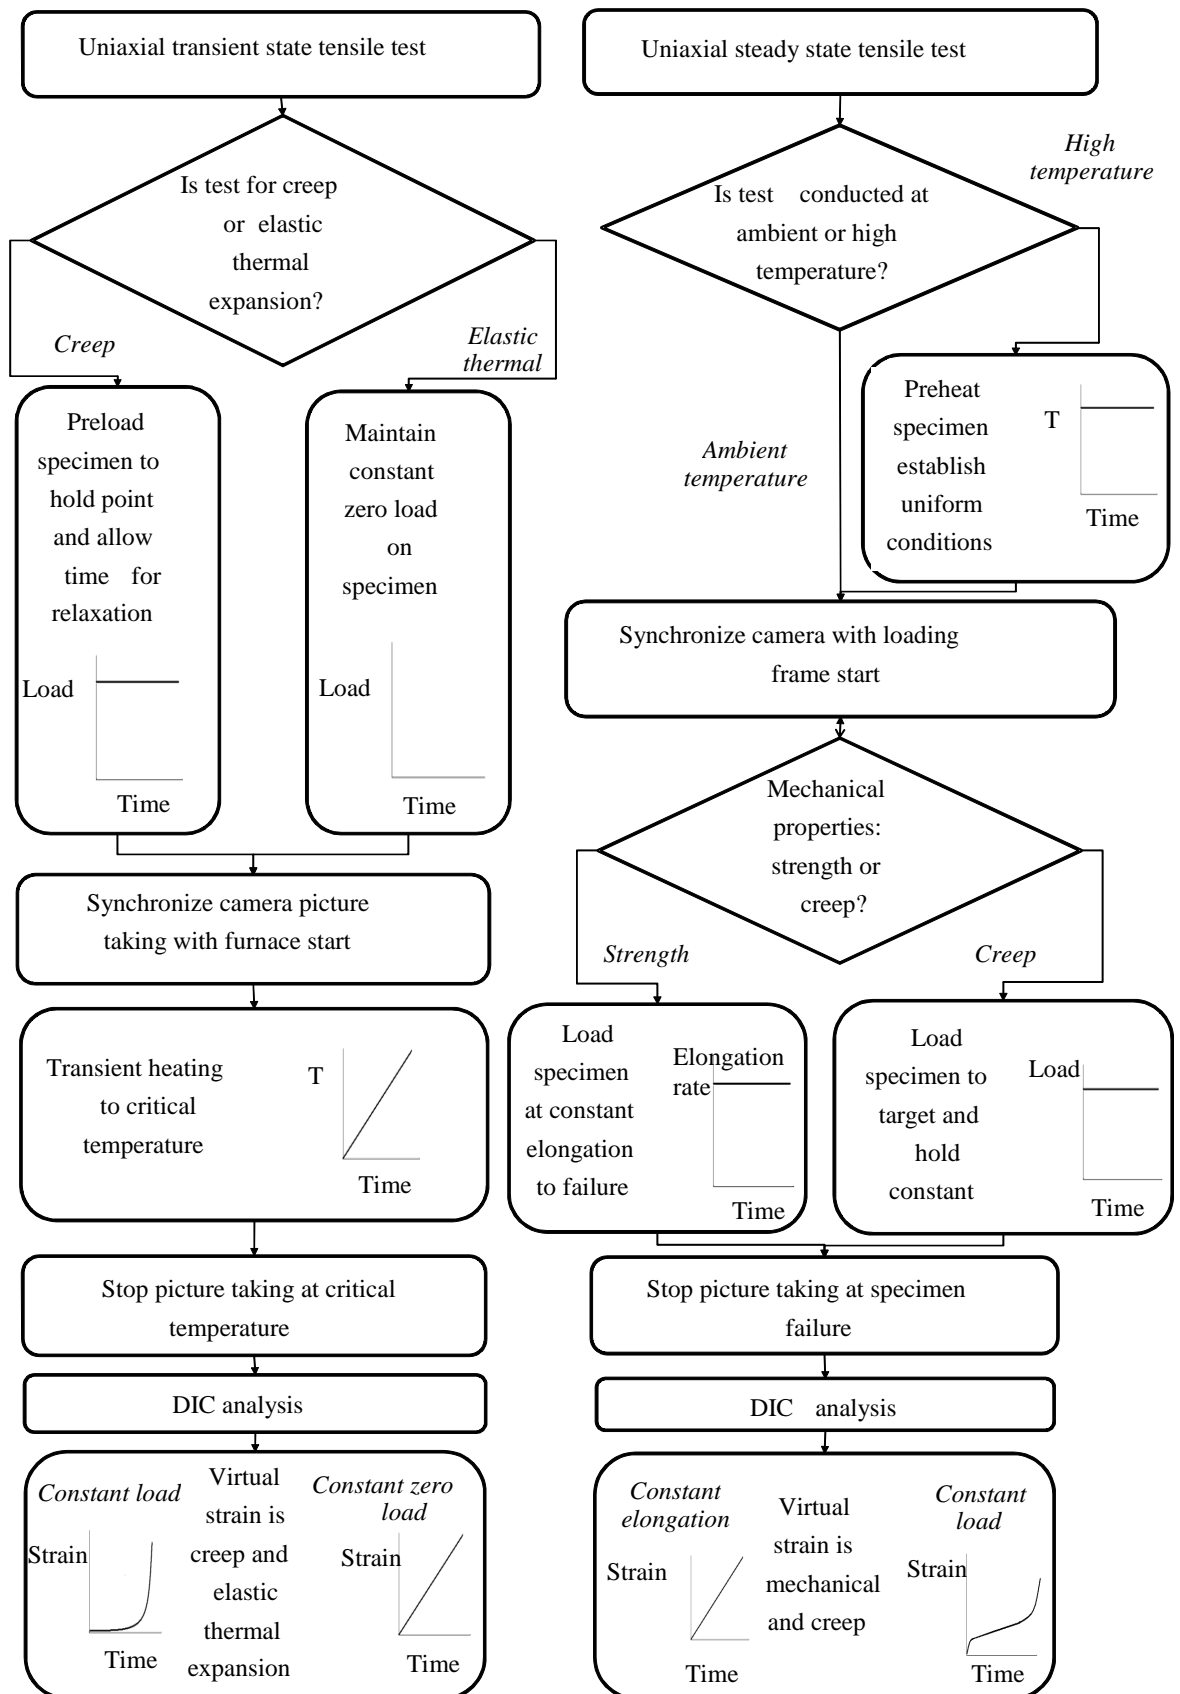 Uniaxial transient state tensile test
Is test for creep
or elastic
thermal
expansion?
Creep
Elastic
thermal
Preload
specimen to
hold point
and allow
time for
relaxation
Load
Time
Maintain
constant
zero load
on
specimen
Load
Time
Synchronize camera picture
taking with furnace start
Transient heating
to critical
temperature
T
Time
Stop picture taking at critical
temperature
DIC analysis
Constant load
Strain
Time
Virtual
strain is
creep and
elastic
thermal
expansion
Constant zero
load
Strain
Time
Uniaxial steady state tensile test
Is test conducted at
ambient or high
temperature?
High
temperature
Ambient
temperature
Preheat
specimen
establish
uniform
conditions
T
Time
Synchronize camera with loading
frame start
Mechanical
properties:
strength or
creep?
Strength
Creep
Load
specimen
at constant
elongation
to failure
Elongation
rate
Time
Load
specimen to
target and
hold
constant
Load
Time
Stop picture taking at specimen
failure
DIC analysis
Constant
elongation
Strain
Time
Virtual
strain is
mechanical
and creep
Constant
load
Strain
Time